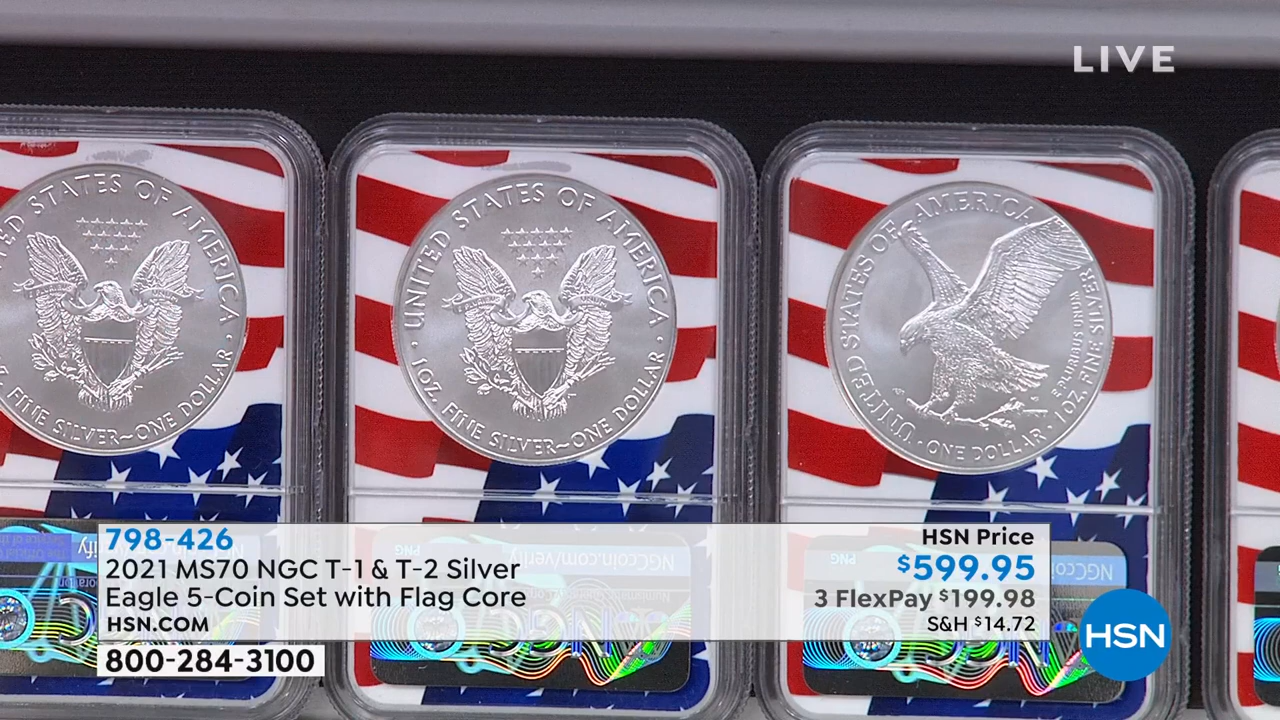 LIVE
UNITED STATES OF AMERICA
FINE SILVER~ONE DOLLAR
UNITED STATES OF AMERICA
1 OZ. FINE SILVER~ONE DOLLAR
UNITED STATES OF AMERICA
E PLURIBUS UNUM
1 OZ. FINE SILVER
ONE DOLLAR
PNG
NGCcoin.com/verify
PNG
NGCcoin
798-426
2021 MS70 NGC T-1 & T-2 Silver
Eagle 5-Coin Set with Flag Core
HSN.COM
800-284-3100
HSN Price
$599.95
3 FlexPay $199.98
S&H $14.72
HSN